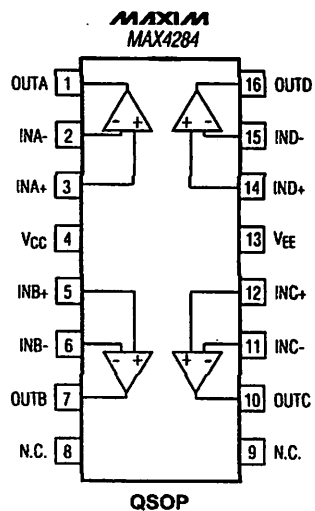 MAXIM
MAX4284
OUTA 1 16 OUTD
INA- 2 15 IND-
INA+ 3 14 IND+
VCC 4 13 VEE
INB+ 5 12 INC+
INB- 6 11 INC-
OUTB 7 10 OUTC
N.C. 8 9 N.C.
- + - +
- + - +
QSOP